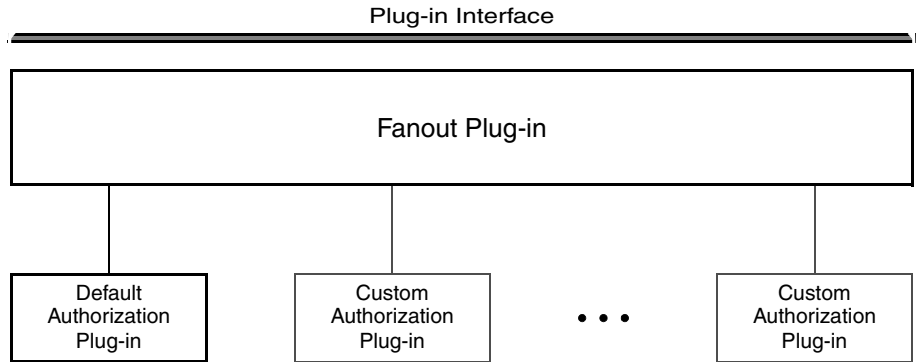 Plug-in Interface
Fanout Plug-in
Default
Authorization
Plug-in
Custom
Authorization
Plug-in
• • •
Custom
Authorization
Plug-in